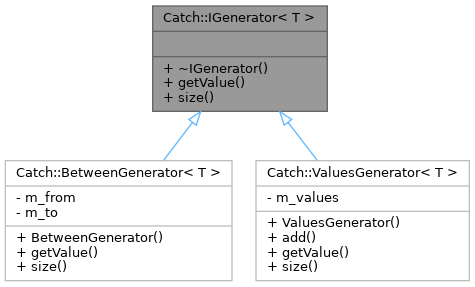 Catch::IGenerator< T >
+ ~IGenerator()
+ getValue()
+ size()
Catch::BetweenGenerator< T >
- m_from
- m_to
+ BetweenGenerator()
+ getValue()
+ size()
Catch::ValuesGenerator< T >
- m_values
+ ValuesGenerator()
+ add()
+ getValue()
+ size()